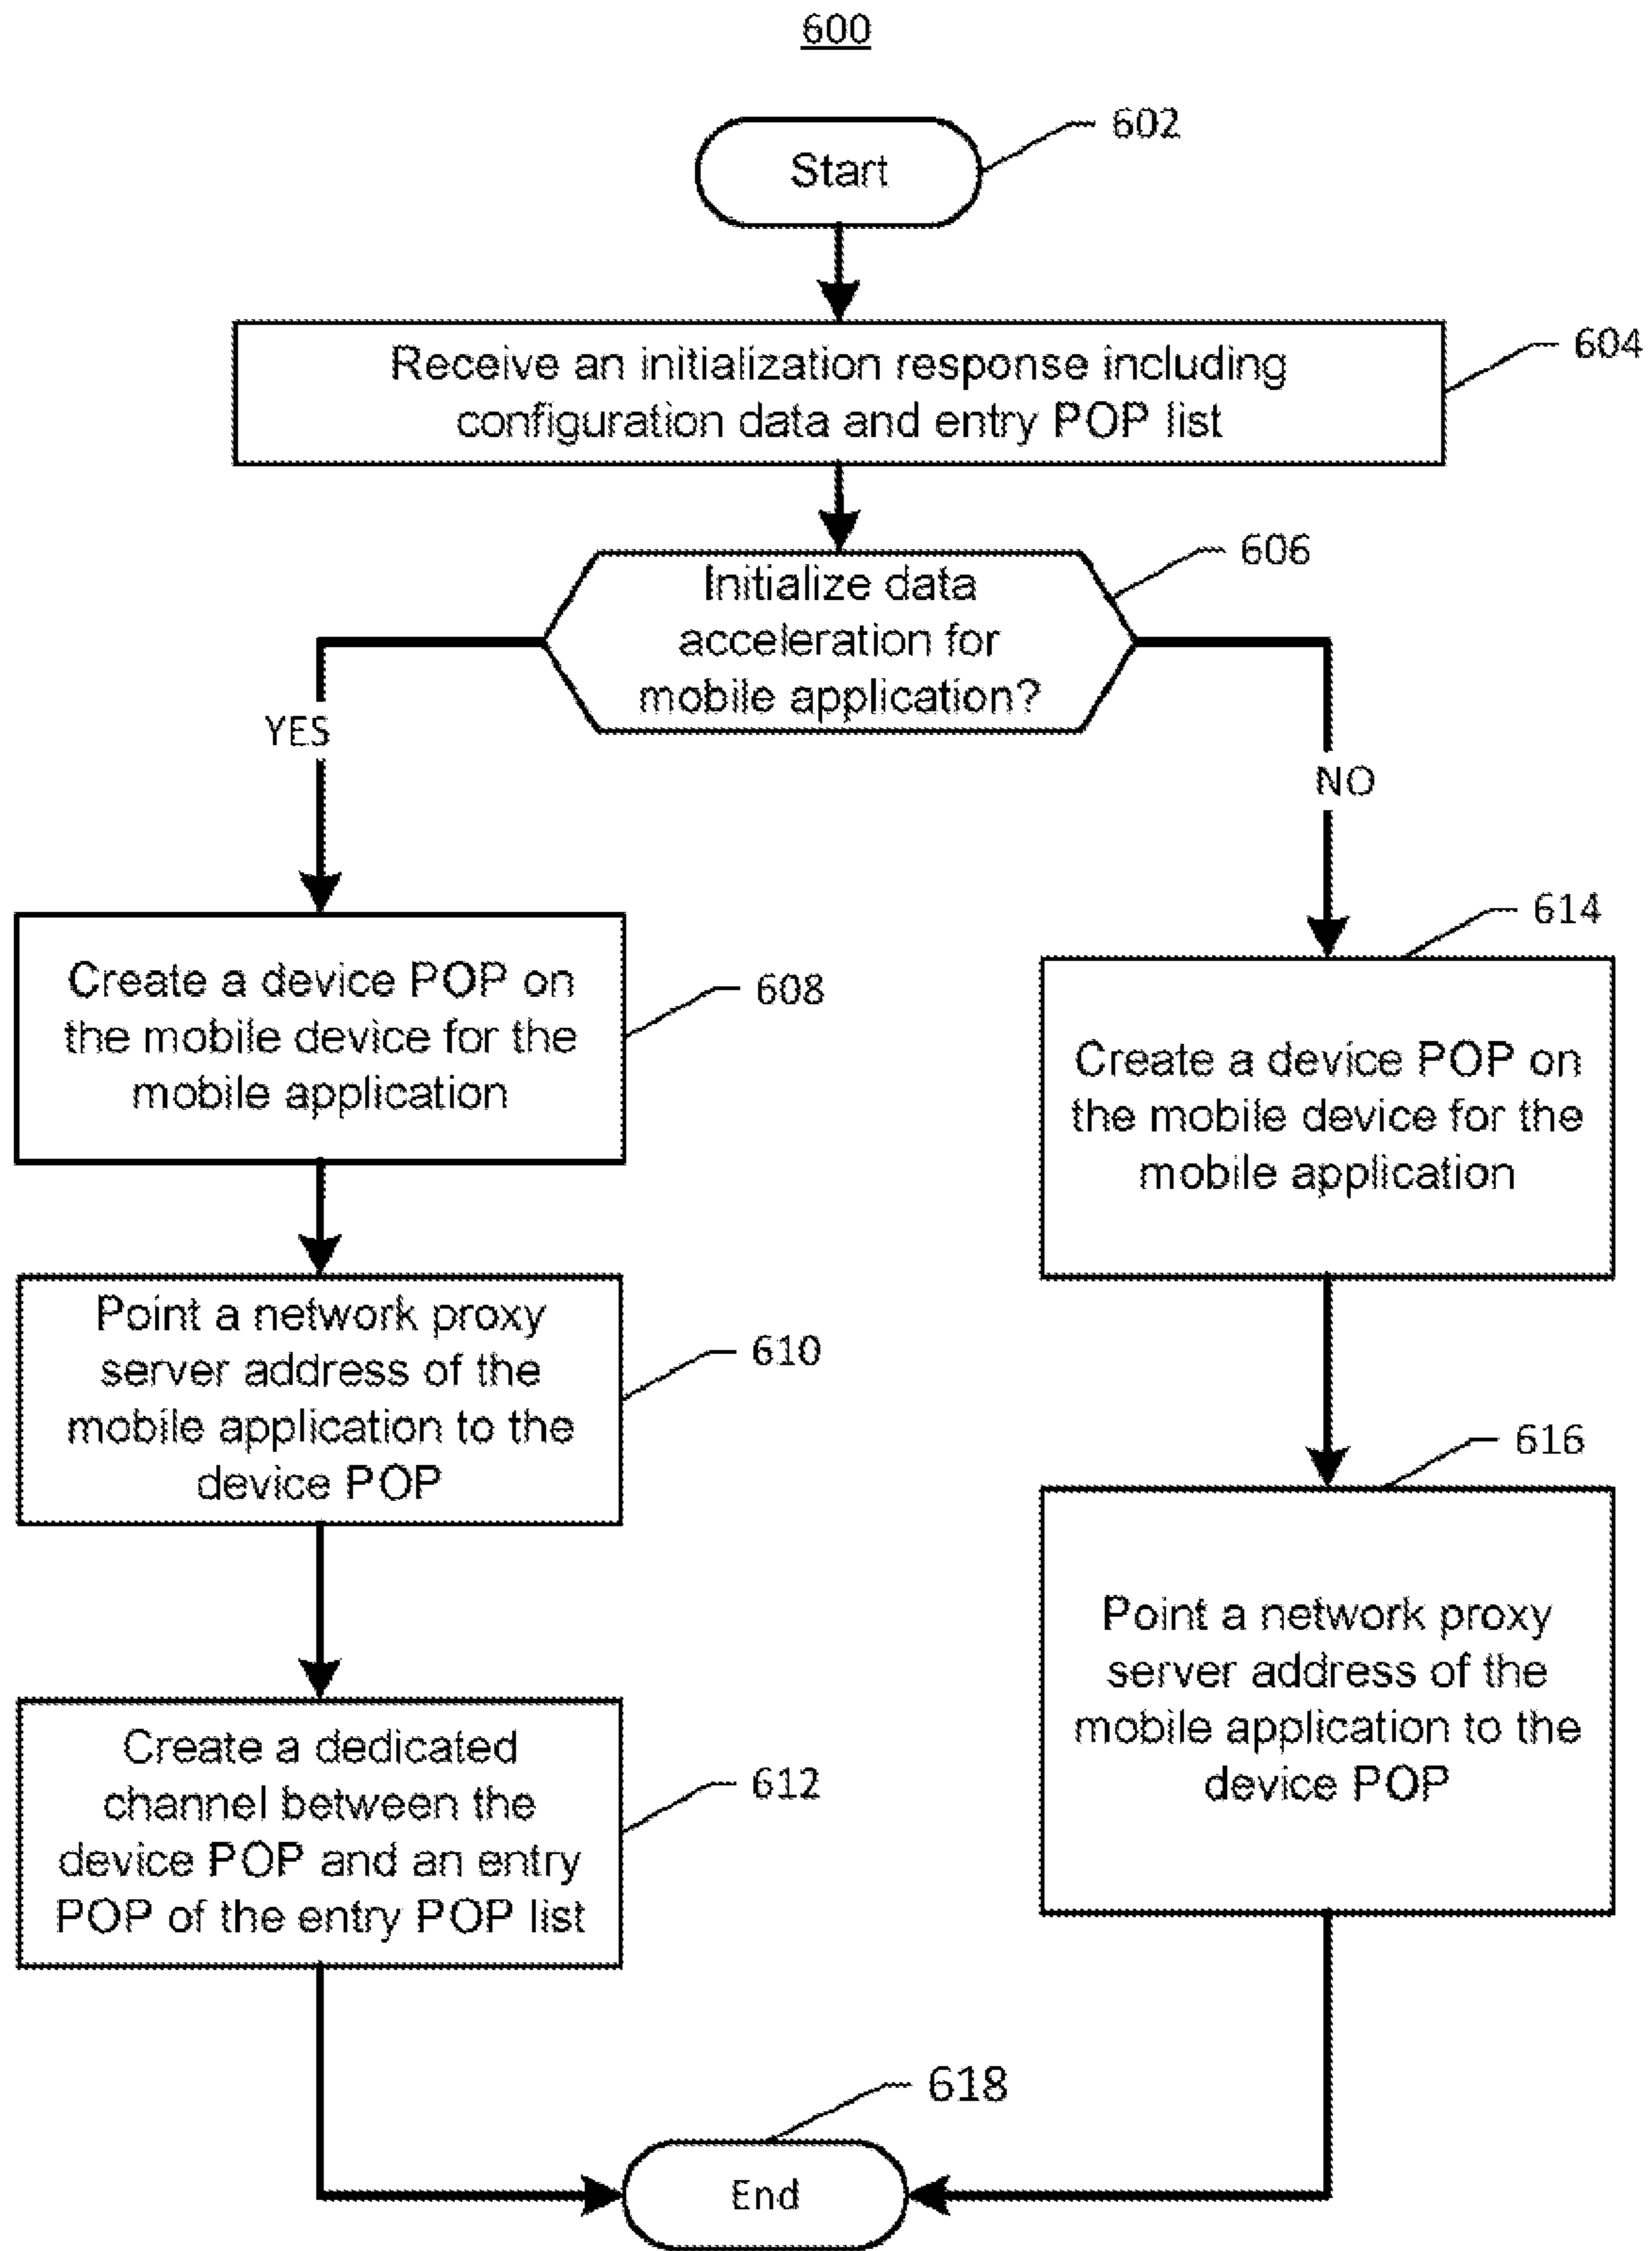 600
Start
602
Receive an initialization response including
configuration data and entry POP list
604
Initialize data
acceleration for
mobile application?
606
YES
NO
Create a device POP on
the mobile device for the
mobile application
608
Point a network proxy
server address of the
mobile application to the
device POP
610
Create a dedicated
channel between the
device POP and an entry
POP of the entry POP list
612
Create a device POP on
the mobile device for the
mobile application
614
Point a network proxy
server address of the
mobile application to the
device POP
616
End
618